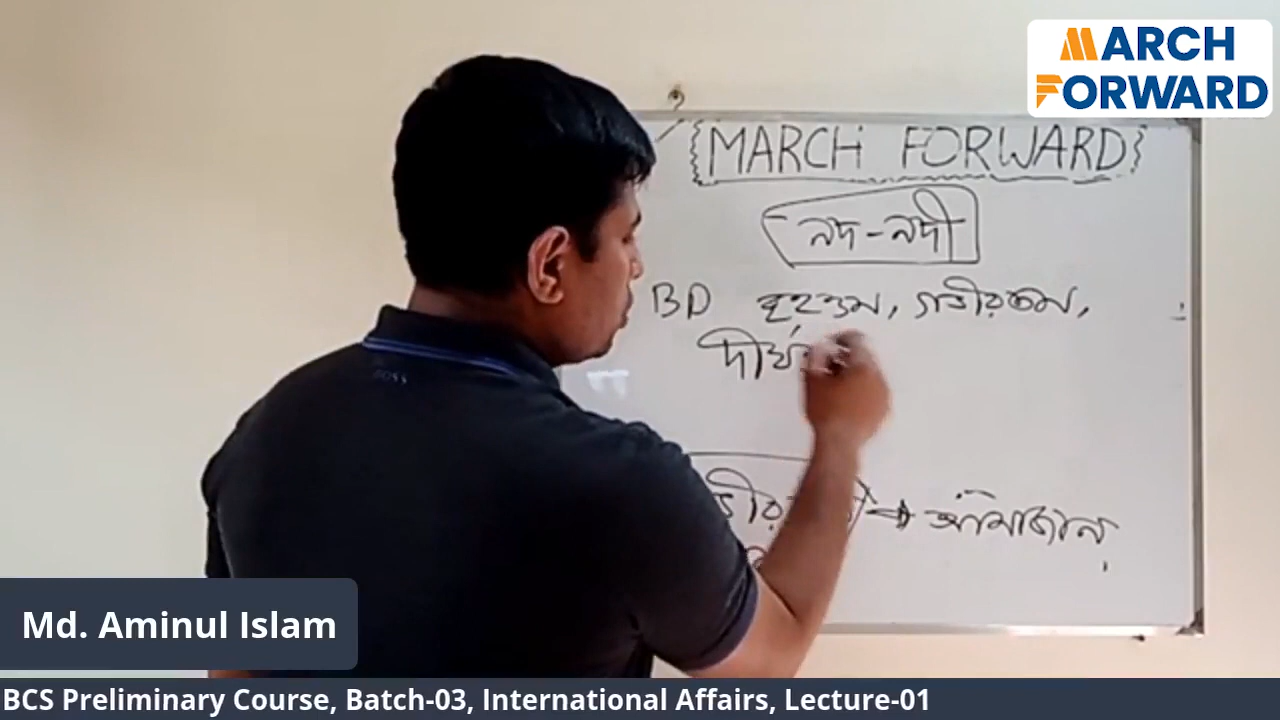 MARCH
FORWARD
MARCH FORWARD
নদ-নদী
BD বৃহত্তম, গভীরতম,
দীর্ঘ
→ আমাজান,
BOSS
Md. Aminul Islam
BCS Preliminary Course, Batch-03, International Affairs, Lecture-01